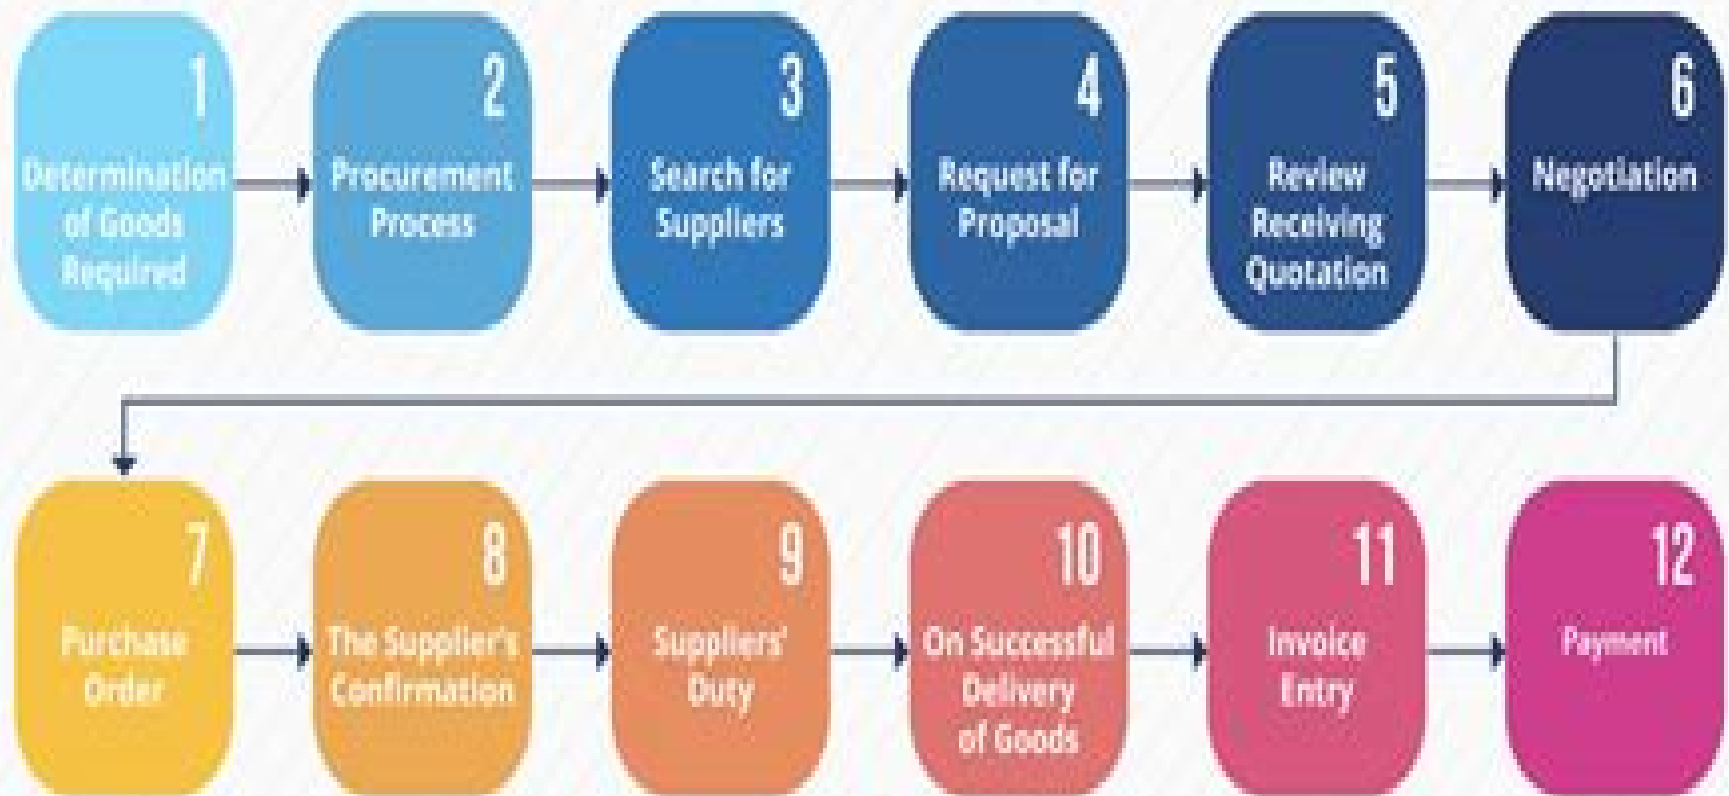 1
Determination
of Goods
Required
2
Procurement
Process
3
Search for
Suppliers
4
Request for
Proposal
5
Review
Receiving
Quotation
6
Negotiation
7
Purchase
Order
8
The Supplier's
Confirmation
9
Suppliers'
Duty
10
On Successful
Delivery
of Goods
11
Invoice
Entry
12
Payment